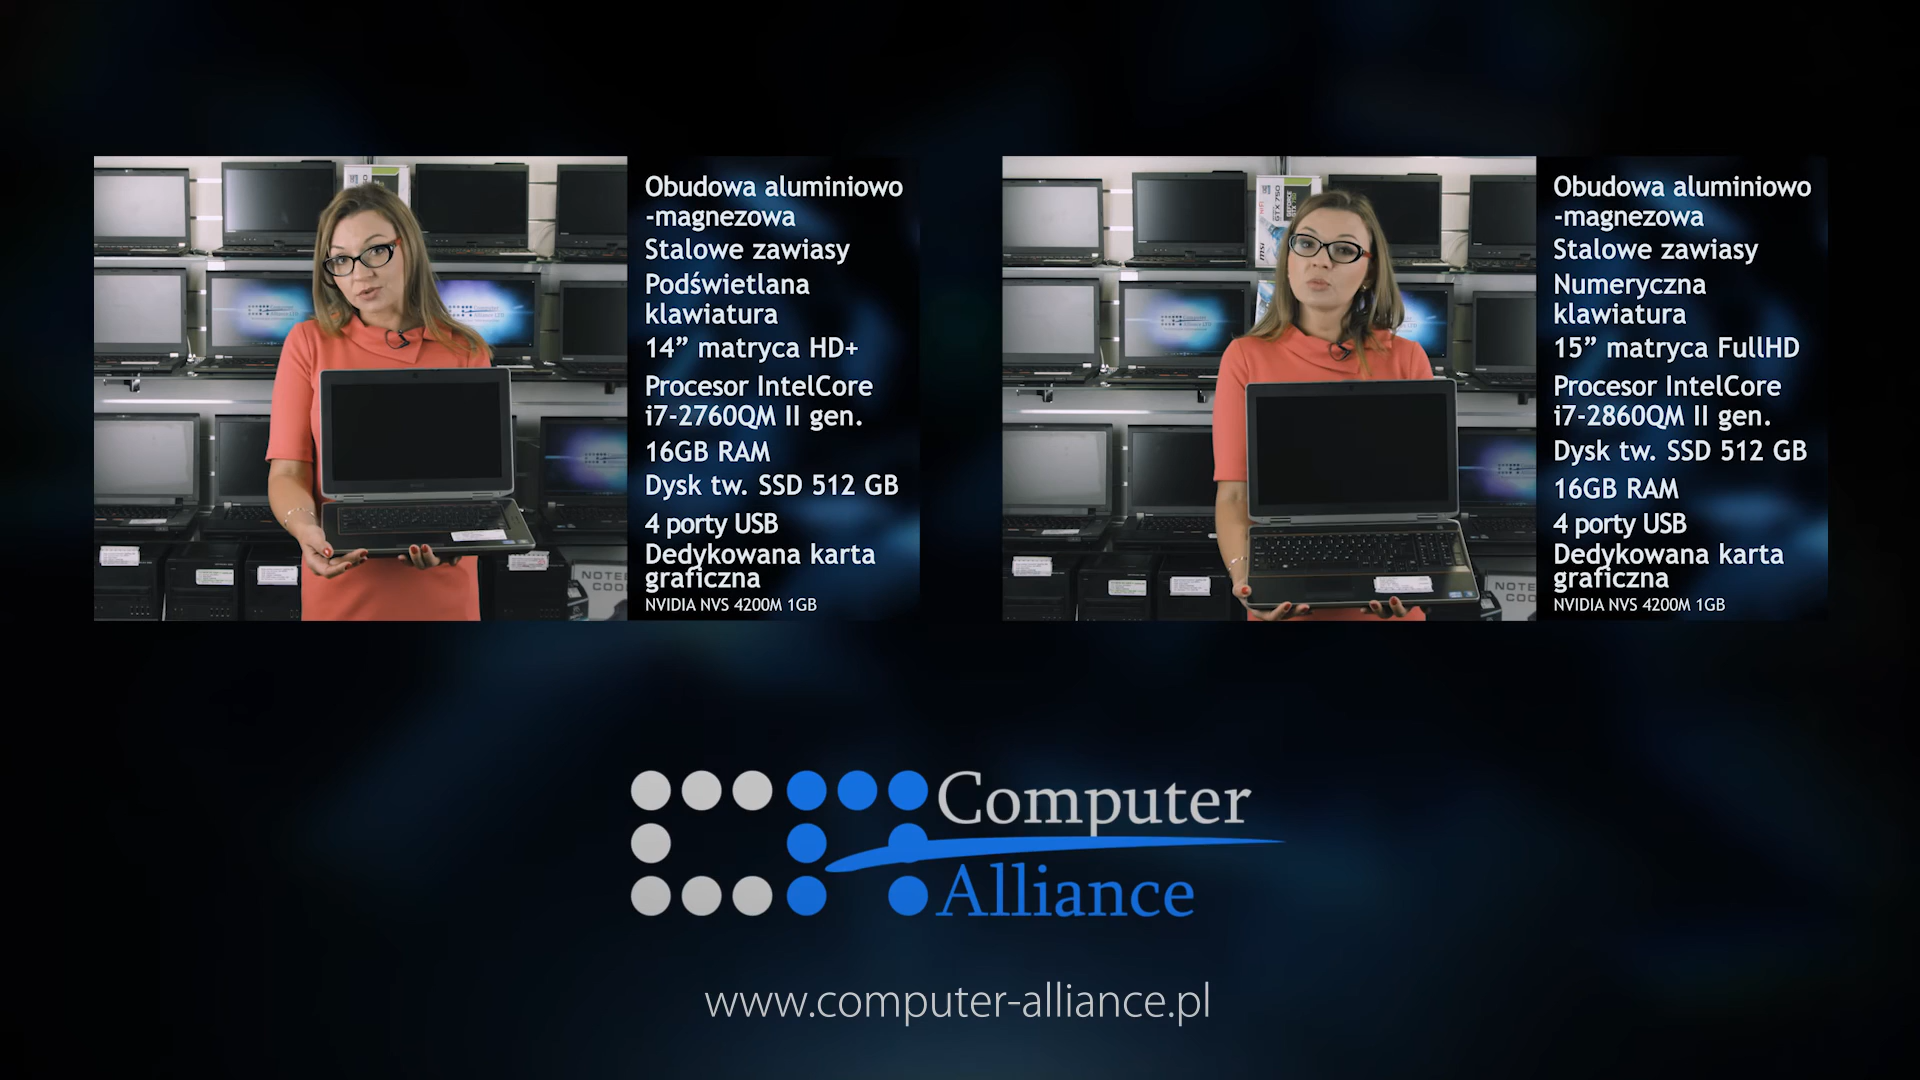 Obudowa aluminiowo
-magnezowa
Stalowe zawiasy
Podświetlana
klawiatura
14” matryca HD+
Procesor IntelCore
i7-2760QM II gen.
16GB RAM
Dysk tw. SSD 512 GB
4 porty USB
Dedykowana karta
graficzna
NVIDIA NVS 4200M 1GB
Obudowa aluminiowo
-magnezowa
Stalowe zawiasy
Numeryczna
klawiatura
15” matryca FullHD
Procesor IntelCore
i7-2860QM II gen.
Dysk tw. SSD 512 GB
16GB RAM
4 porty USB
Dedykowana karta
graficzna
NVIDIA NVS 4200M 1GB
Computer
Alliance
www.computer-alliance.pl